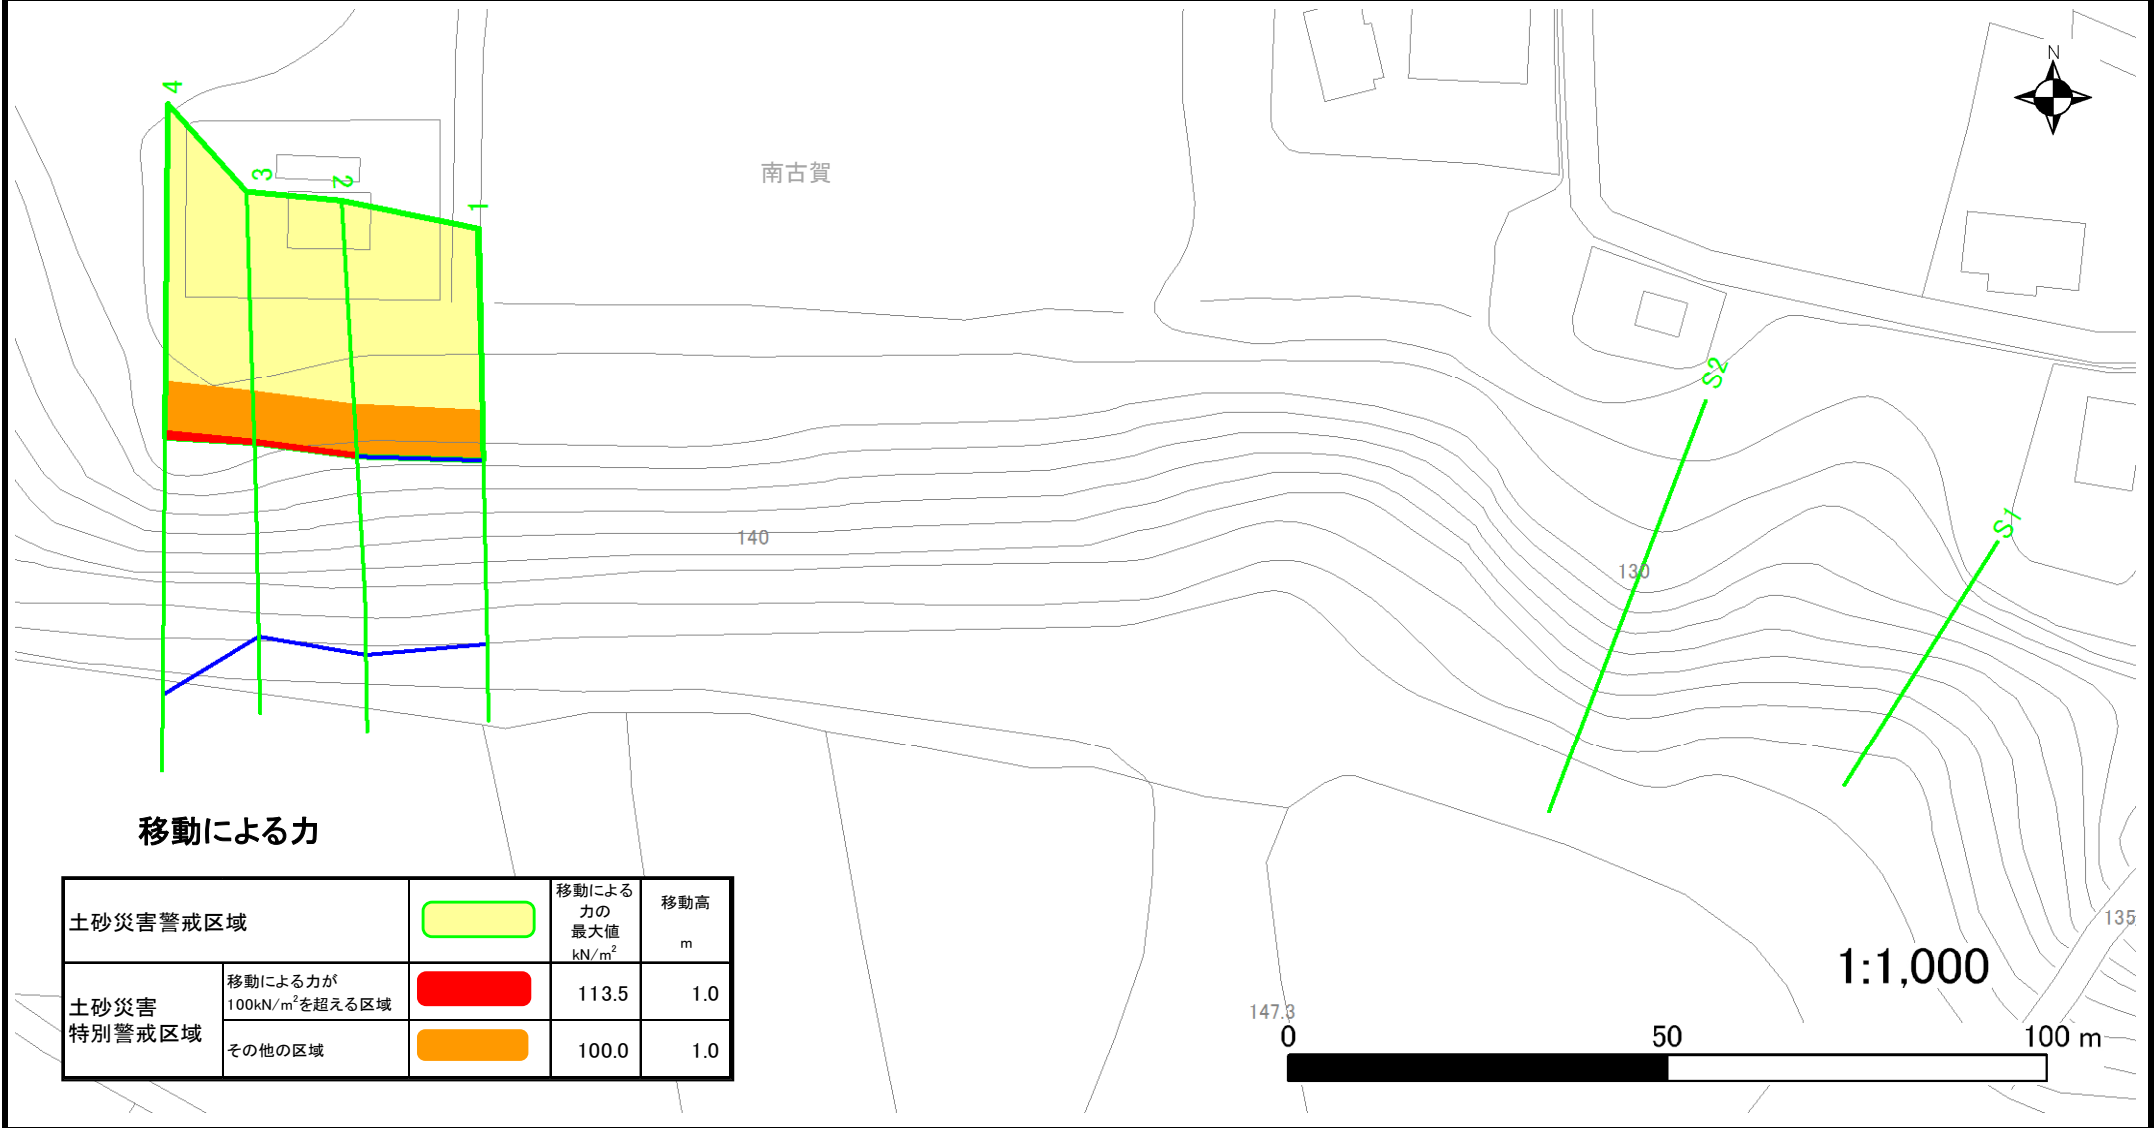 N
4
3
2
1
南古賀
S2
S1
140
130
135
147.3
移動による力
土砂災害警戒区域
移動による
力の
最大値
kN/m²
移動高
m
土砂災害
特別警戒区域
移動による力が
100kN/m²を超える区域
113.5
1.0
その他の区域
100.0
1.0
1:1,000
0
50
100 m